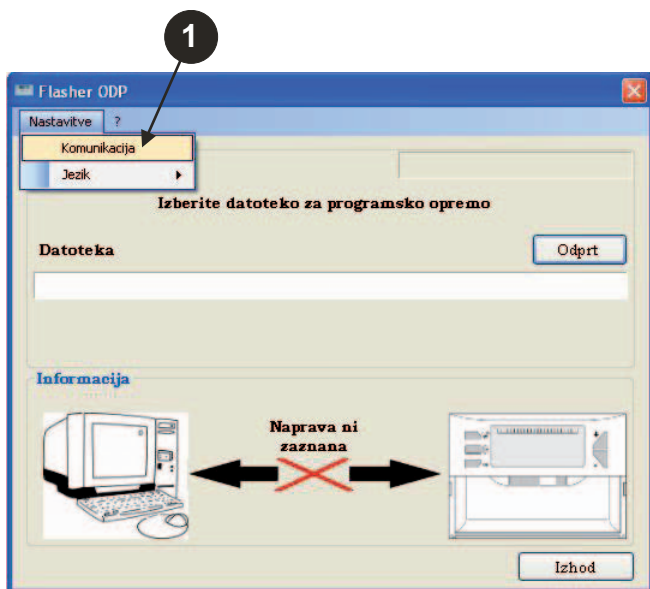 1
Flasher ODP
Nastavitve ?
Komunikacija
Jezik
Izberite datoteko za programsko opremo
Datoteka
Odprt
Informacija
Naprava ni
zaznana
Izhod